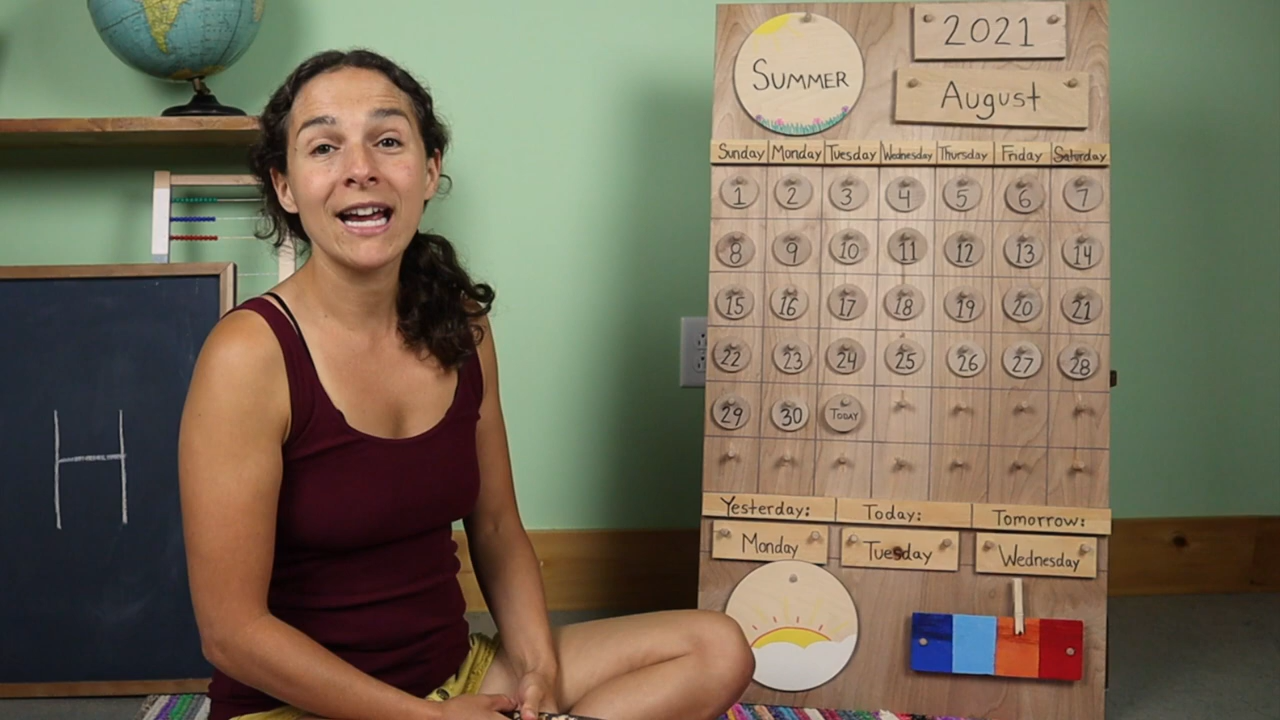 H
SUMMER
2021
August
Sunday Monday Tuesday Wednesday Thursday Friday Saturday
1 2 3 4 5 6 7
8 9 10 11 12 13 14
15 16 17 18 19 20 21
22 23 24 25 26 27 28
29 30 TODAY
Yesterday: Today: Tomorrow:
Monday Tuesday Wednesday